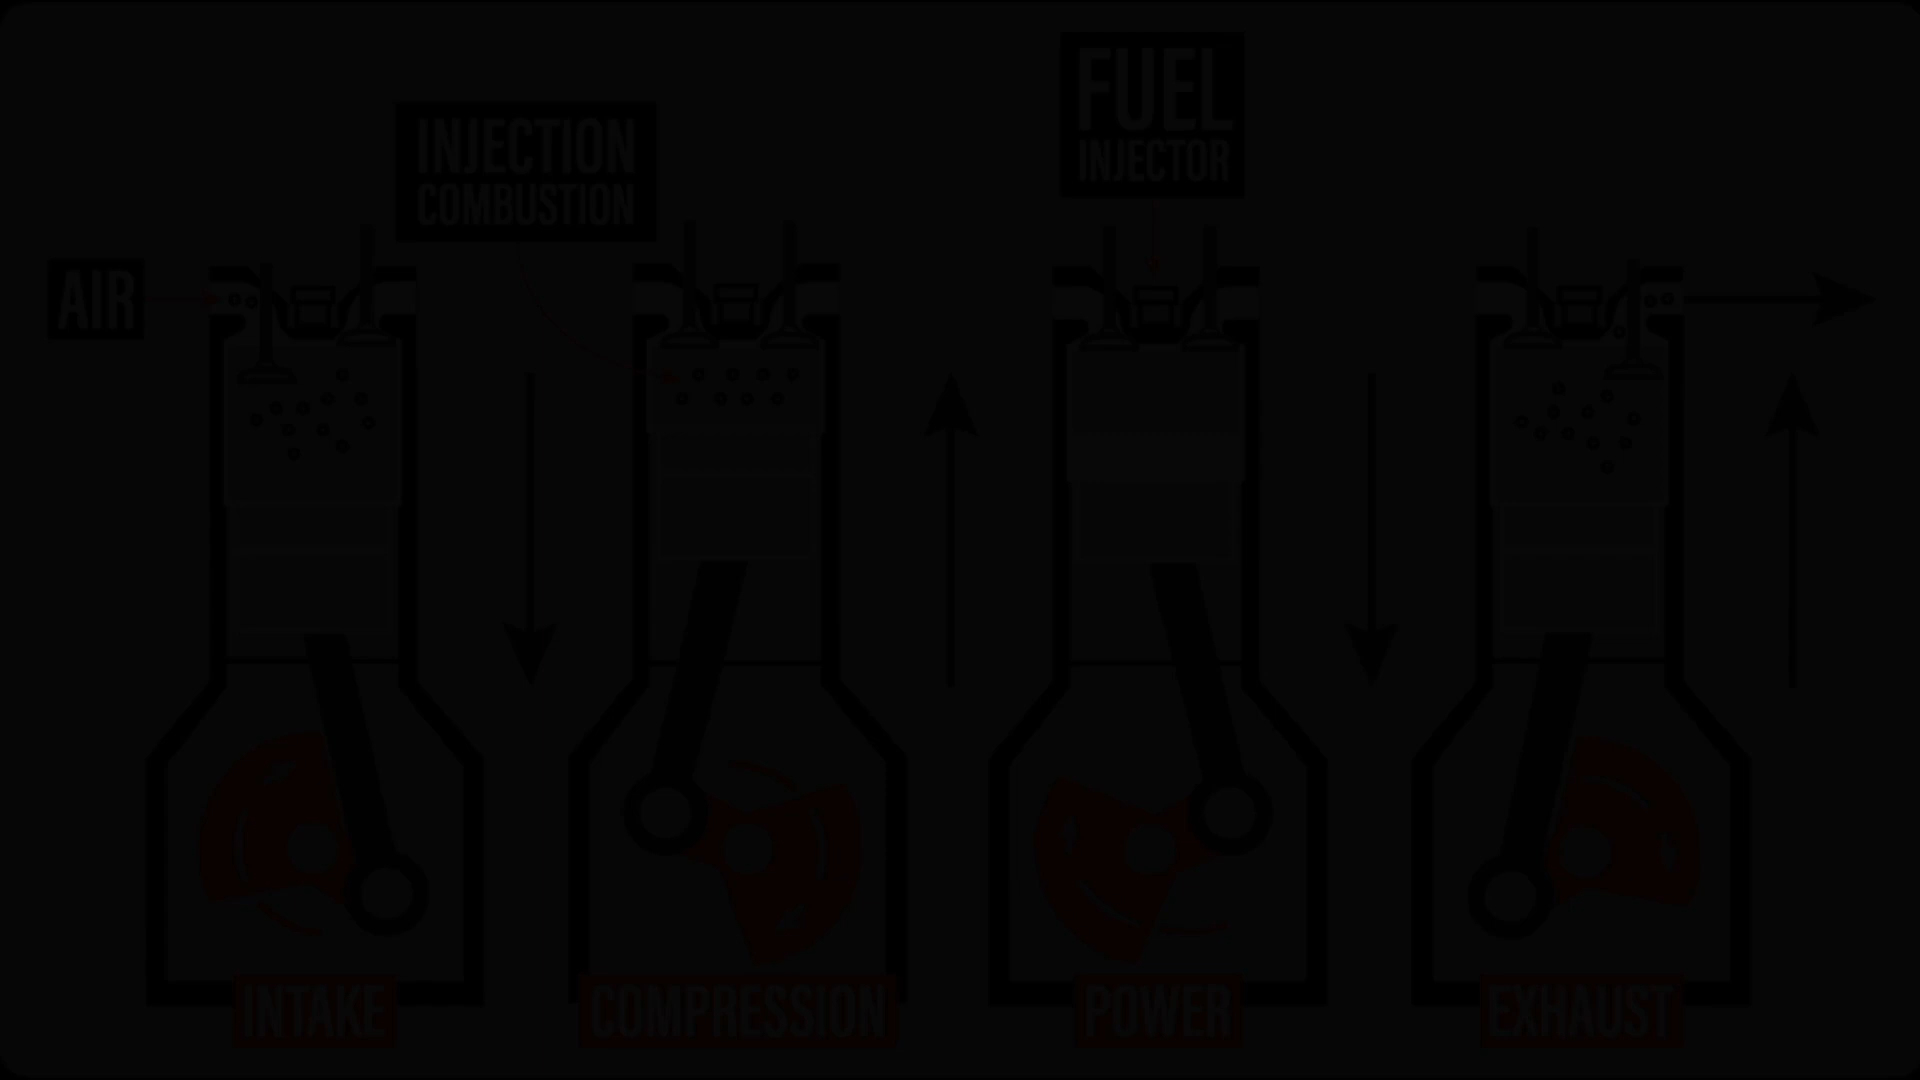 FUEL
INJECTOR
INJECTION
COMBUSTION
AIR
INTAKE
COMPRESSION
POWER
EXHAUST